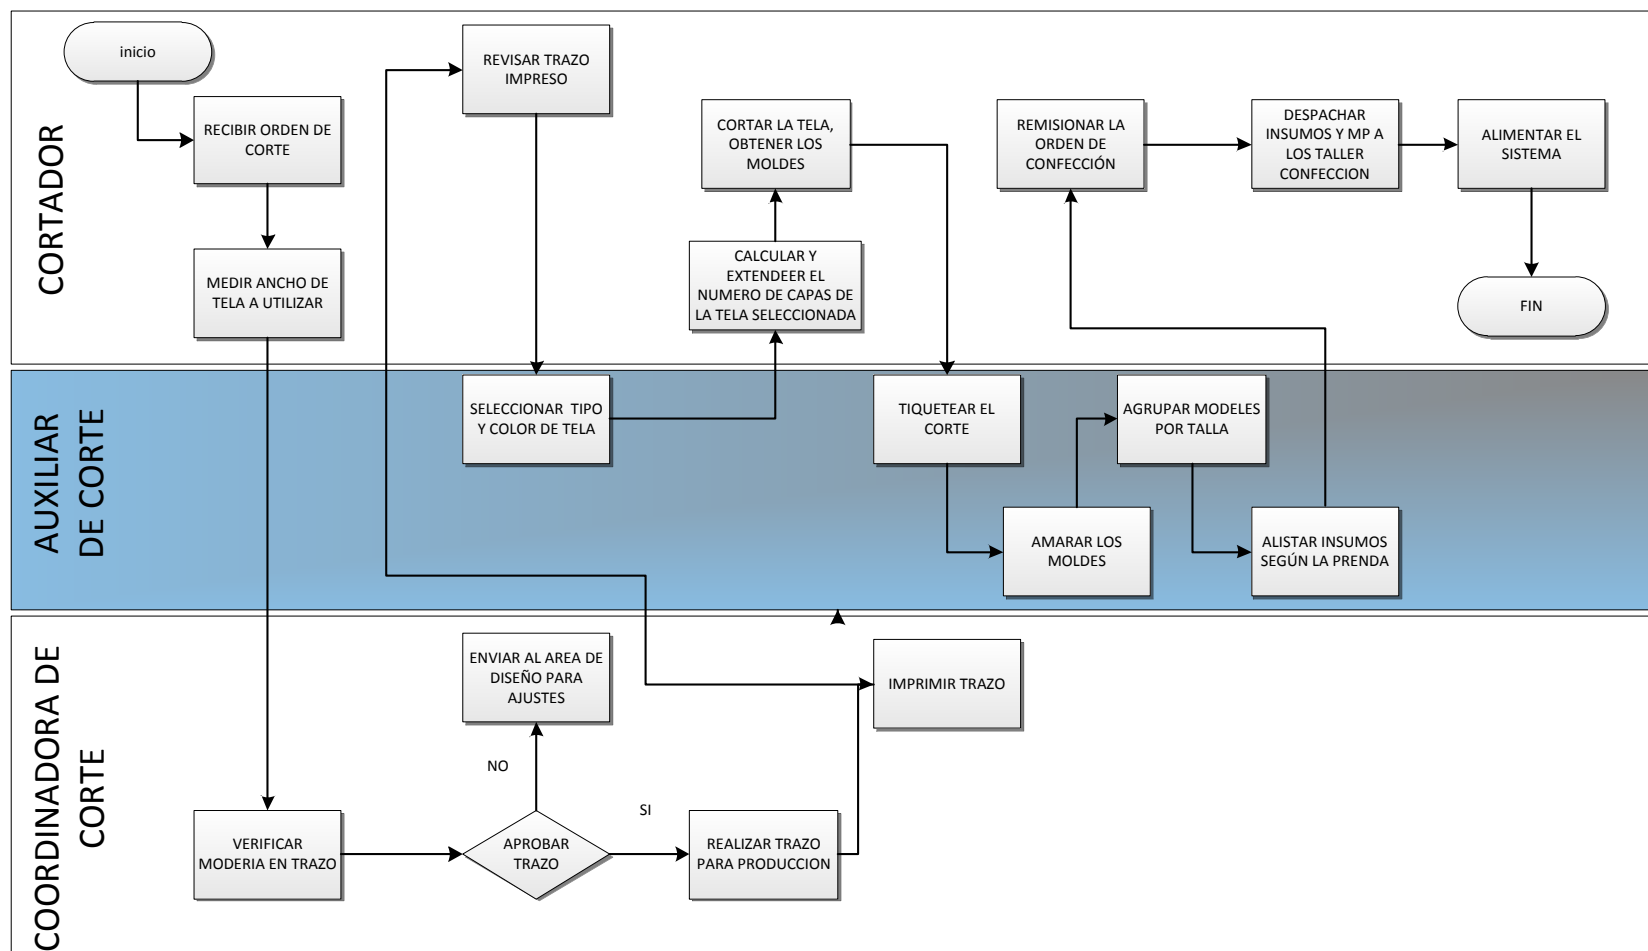 CORTADOR
inicio
RECIBIR ORDEN DE
CORTE
MEDIR ANCHO DE
TELA A UTILIZAR
REVISAR TRAZO
IMPRESO
CORTAR LA TELA,
OBTENER LOS
MOLDES
CALCULAR Y
EXTENDEER EL
NUMERO DE CAPAS DE
LA TELA SELECCIONADA
REMISIONAR LA
ORDEN DE
CONFECCIÓN
DESPACHAR
INSUMOS Y MP A
LOS TALLER
CONFECCION
ALIMENTAR EL
SISTEMA
FIN
AUXILIAR
DE CORTE
SELECCIONAR TIPO
Y COLOR DE TELA
TIQUETEAR EL
CORTE
AMARAR LOS
MOLDES
AGRUPAR MODELES
POR TALLA
ALISTAR INSUMOS
SEGÚN LA PRENDA
COORDINADORA DE
CORTE
VERIFICAR
MODERIA EN TRAZO
APROBAR
TRAZO
NO
ENVIAR AL AREA DE
DISEÑO PARA
AJUSTES
SI
REALIZAR TRAZO
PARA PRODUCCION
IMPRIMIR TRAZO